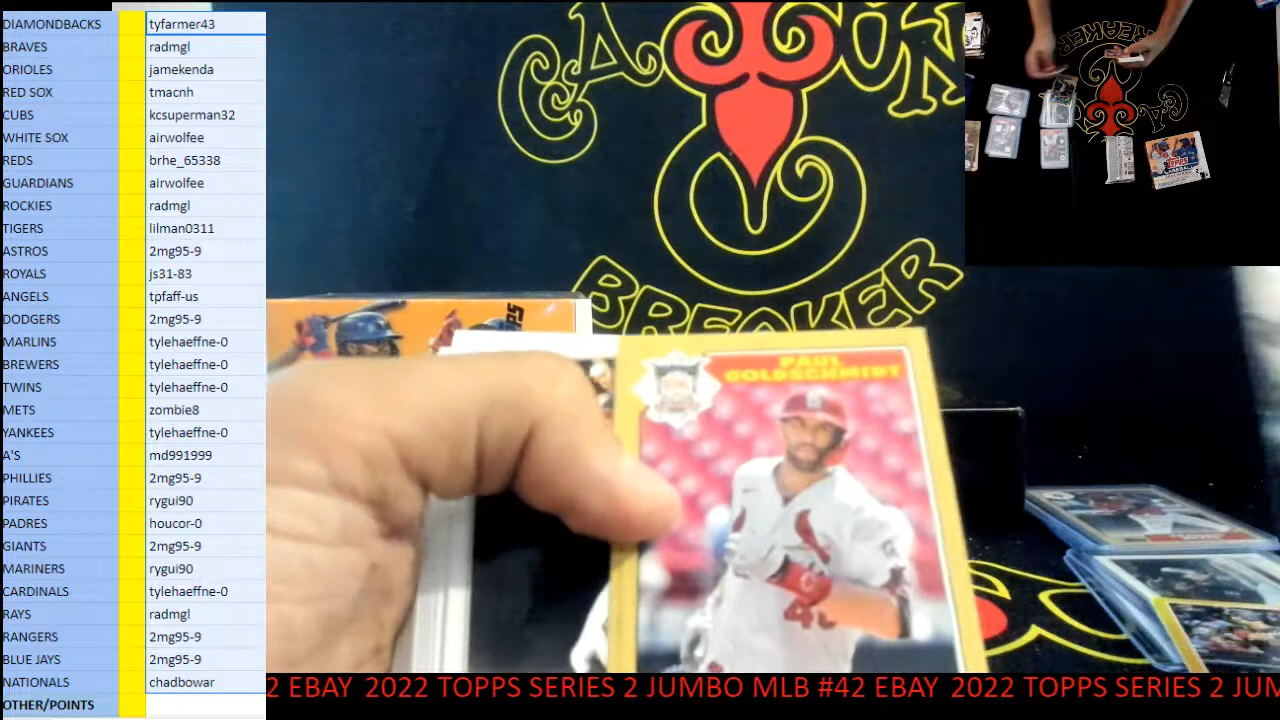 DIAMONDBACKS tyfarmer43
BRAVES radmgl
ORIOLES jamekenda
RED SOX tmacnh
CUBS kcsuperman32
WHITE SOX airwolfee
REDS brhe_65338
GUARDIANS airwolfee
ROCKIES radmgl
TIGERS lilman0311
ASTROS 2mg95-9
ROYALS js31-83
ANGELS tpfaff-us
DODGERS 2mg95-9
MARLINS tylehaeffne-0
BREWERS tylehaeffne-0
TWINS tylehaeffne-0
METS zombie8
YANKEES tylehaeffne-0
A'S md991999
PHILLIES 2mg95-9
PIRATES rygui90
PADRES houcor-0
GIANTS 2mg95-9
MARINERS rygui90
CARDINALS tylehaeffne-0
RAYS radmgl
RANGERS 2mg95-9
BLUE JAYS 2mg95-9
NATIONALS chadbowar
OTHER/POINTS
BREAKER
PAUL
GOLDSCHMIDT
BREAKER
TOPPS
2 EBAY 2022 TOPPS SERIES 2 JUMBO MLB #42 EBAY 2022 TOPPS SERIES 2 JUM